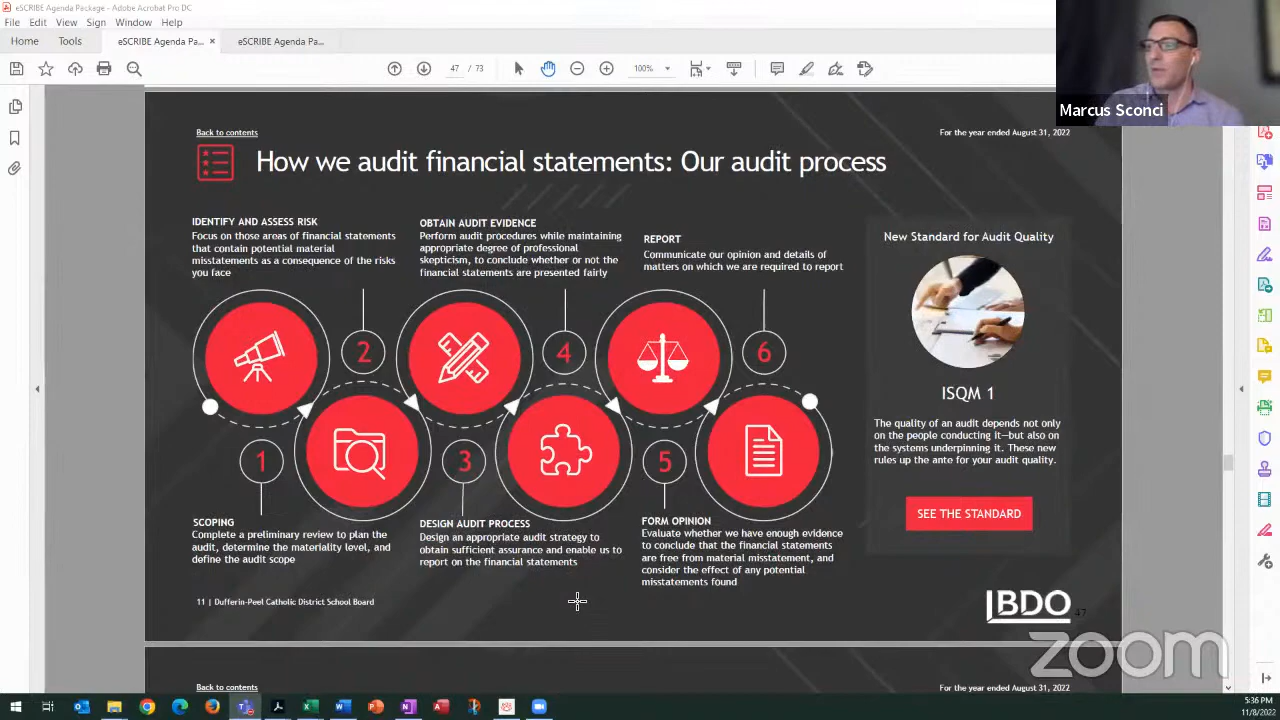 eSCRIBE Agenda Package - Adobe Acrobat Pro DC
File Edit View Sign Window Help
Home Tools eSCRIBE Agenda Pa... × eSCRIBE Agenda Pa...
47 / 73 100%
Marcus Sconci
Back to contents
For the year ended August 31, 2022
How we audit financial statements: Our audit process
IDENTIFY AND ASSESS RISK
Focus on those areas of financial statements
that contain potential material
misstatements as a consequence of the risks
you face
OBTAIN AUDIT EVIDENCE
Perform audit procedures while maintaining
appropriate degree of professional
skepticism, to conclude whether or not the
financial statements are presented fairly
REPORT
Communicate our opinion and details of
matters on which we are required to report
2
4
6
1
3
5
SCOPING
Complete a preliminary review to plan the
audit, determine the materiality level, and
define the audit scope
DESIGN AUDIT PROCESS
Design an appropriate audit strategy to
obtain sufficient assurance and enable us to
report on the financial statements
FORM OPINION
Evaluate whether we have enough evidence
to conclude that the financial statements
are free from material misstatement, and
consider the effect of any potential
misstatements found
New Standard for Audit Quality
ISQM 1
The quality of an audit depends not only
on the people conducting it—but also on
the systems underpinning it. These new
rules up the ante for your audit quality.
SEE THE STANDARD
11 | Dufferin-Peel Catholic District School Board
BDO
47
zoom
Back to contents
For the year ended August 31, 2022
5:36 PM
11/8/2022